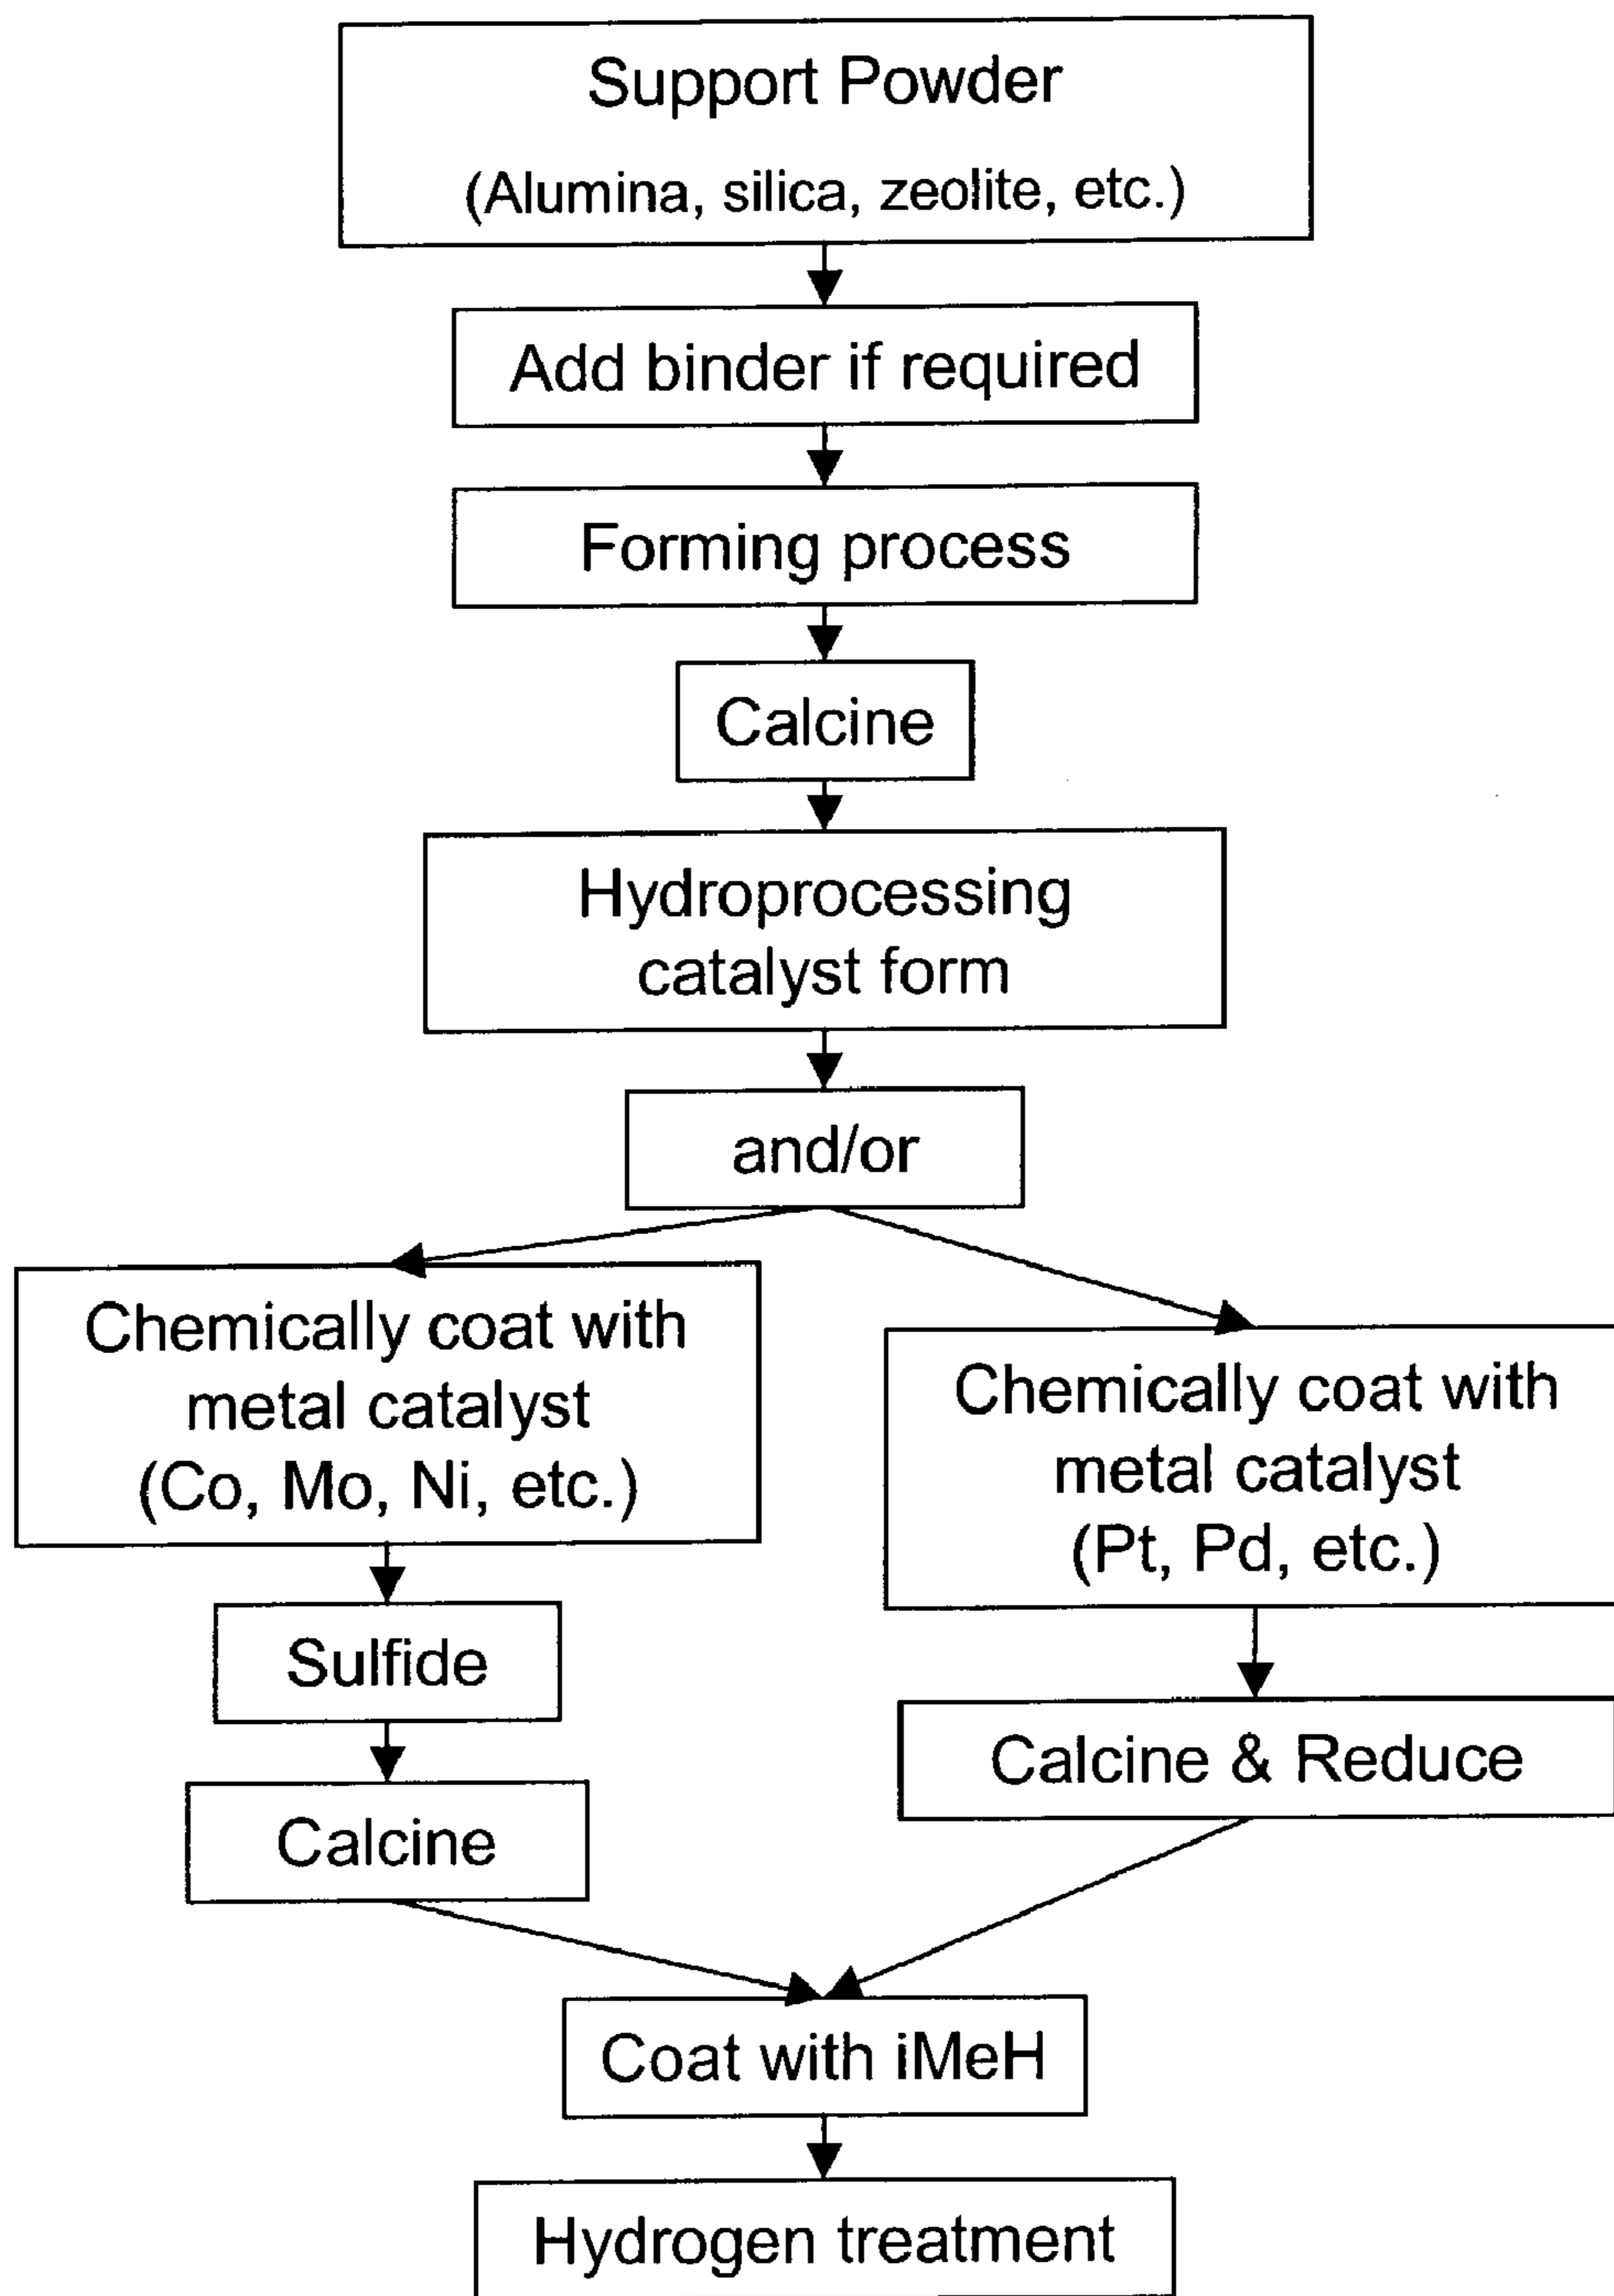 Support Powder
(Alumina, silica, zeolite, etc.)
Add binder if required
Forming process
Calcine
Hydroprocessing
catalyst form
and/or
Chemically coat with
metal catalyst
(Co, Mo, Ni, etc.)
Chemically coat with
metal catalyst
(Pt, Pd, etc.)
Sulfide
Calcine & Reduce
Calcine
Coat with iMeH
Hydrogen treatment